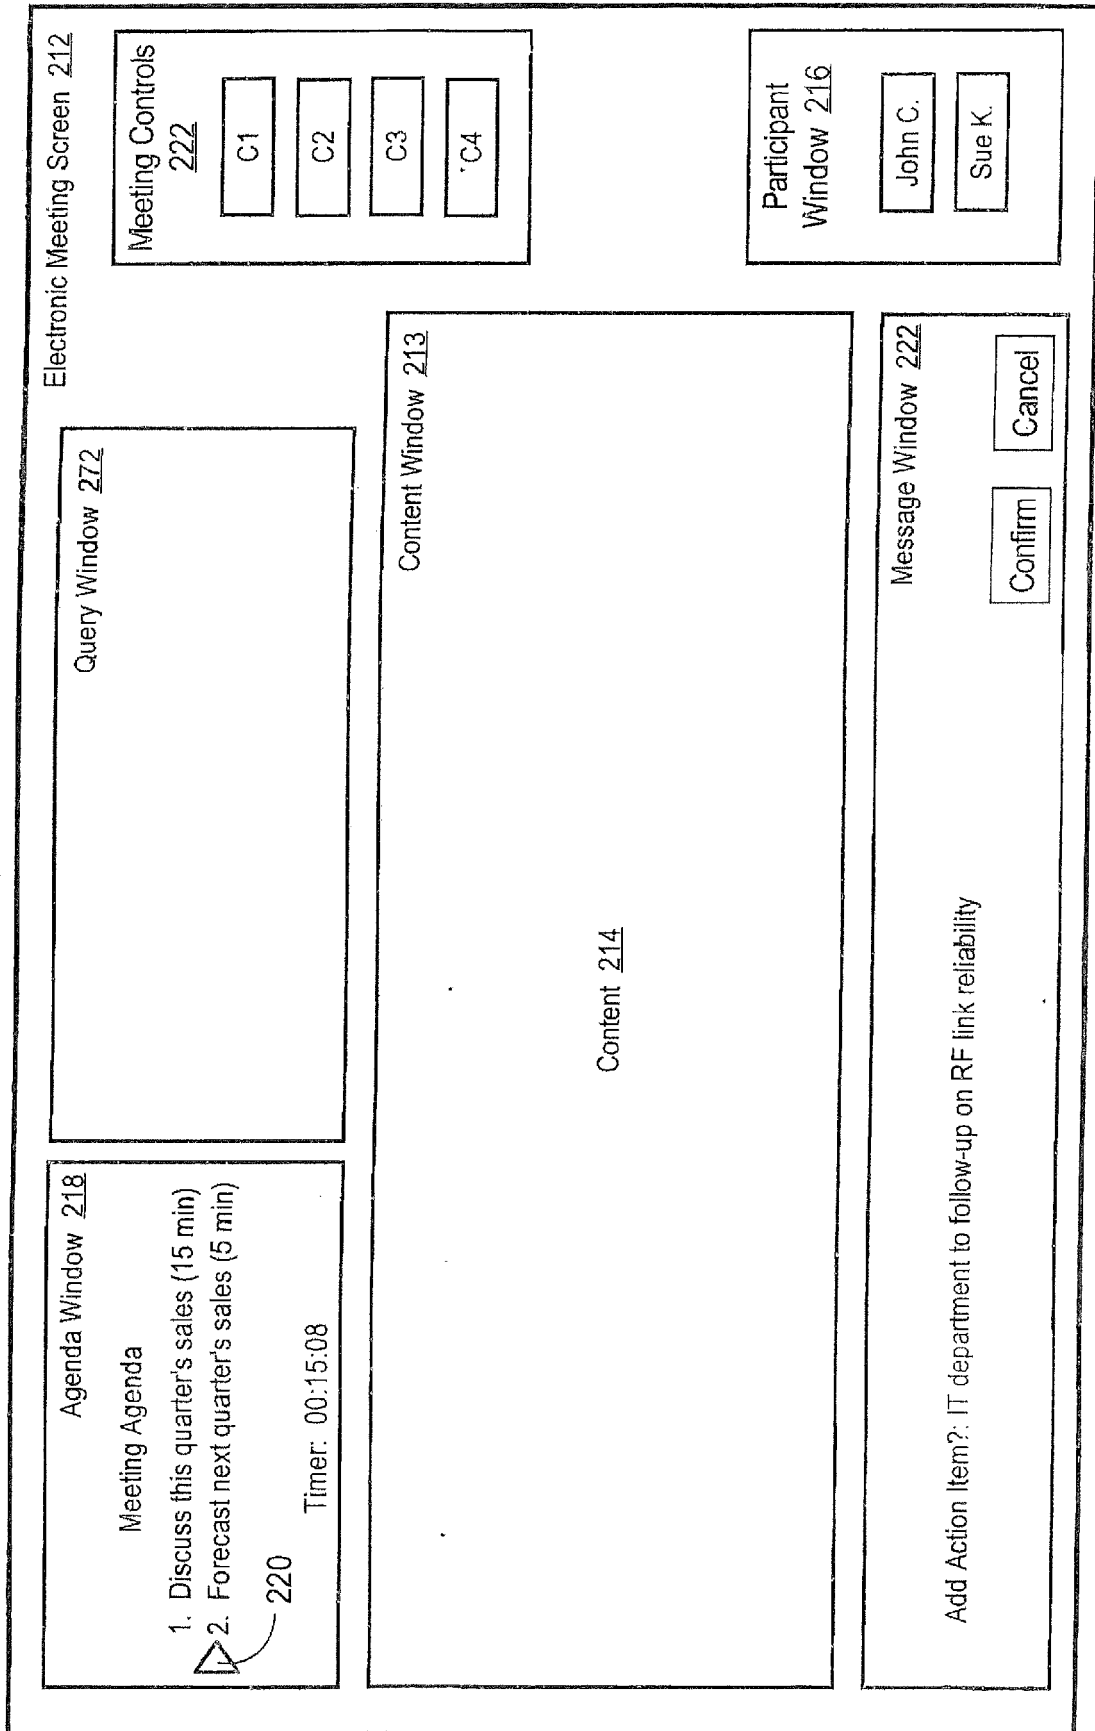 Electronic Meeting Screen 212
Agenda Window 218
Meeting Agenda
1. Discuss this quarter's sales (15 min)
2. Forecast next quarter's sales (5 min)
220
Timer: 00:15:08
Query Window 272
Meeting Controls
222
C1
C2
C3
C4
Content Window 213
Content 214
Participant
Window 216
John C.
Sue K.
Message Window 222
Add Action Item?: IT department to follow-up on RF link reliability
Confirm
Cancel